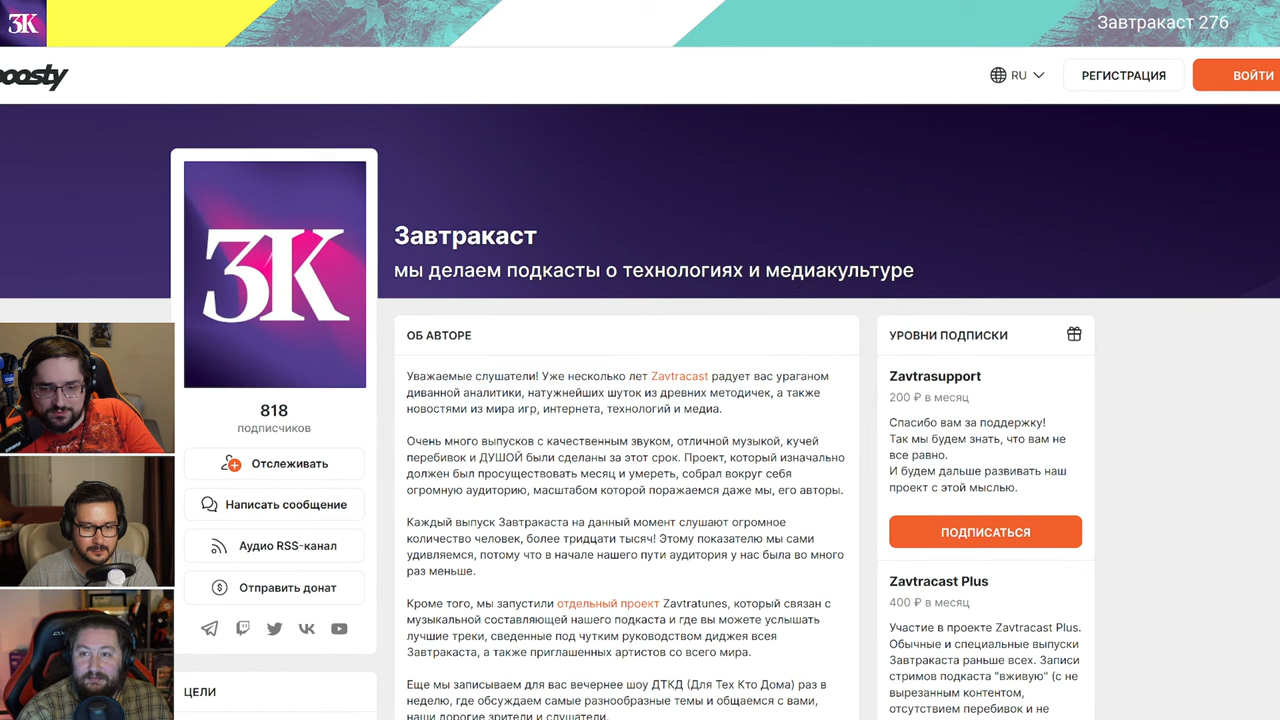 3К
Завтракаст 276
boosty
RU
РЕГИСТРАЦИЯ
ВОЙТИ
3К
Завтракаст
мы делаем подкасты о технологиях и медиакультуре
818
подписчиков
Отслеживать
Написать сообщение
Аудио RSS-канал
Отправить донат
ЦЕЛИ
ОБ АВТОРЕ
Уважаемые слушатели! Уже несколько лет Zavtracast радует вас ураганом
диванной аналитики, натужнейших шуток из древних методичек, а также
новостями из мира игр, интернета, технологий и медиа.
Очень много выпусков с качественным звуком, отличной музыкой, кучей
перебивок и ДУШОЙ были сделаны за этот срок. Проект, который изначально
должен был просуществовать месяц и умереть, собрал вокруг себя
огромную аудиторию, масштабом которой поражаемся даже мы, его авторы.
Каждый выпуск Завтракаста на данный момент слушают огромное
количество человек, более тридцати тысяч! Этому показателю мы сами
удивляемся, потому что в начале нашего пути аудитория у нас была во много
раз меньше.
Кроме того, мы запустили отдельный проект Zavtratunes, который связан с
музыкальной составляющей нашего подкаста и где вы можете услышать
лучшие треки, сведенные под чутким руководством диджея всея
Завтракаста, а также приглашенных артистов со всего мира.
Еще мы записываем для вас вечернее шоу ДТКД (Для Тех Кто Дома) раз в
неделю, где обсуждаем самые разнообразные темы и общаемся с вами,
наши дорогие зрители и слушатели.
УРОВНИ ПОДПИСКИ
Zavtrasupport
200 ₽ в месяц
Спасибо вам за поддержку!
Так мы будем знать, что вам не
все равно.
И будем дальше развивать наш
проект с этой мыслью.
ПОДПИСАТЬСЯ
Zavtracast Plus
400 ₽ в месяц
Участие в проекте Zavtracast Plus.
Обычные и специальные выпуски
Завтракаста раньше всех. Записи
стримов подкаста "вживую" (с не
вырезанным контентом,
отсутствием перебивок и не